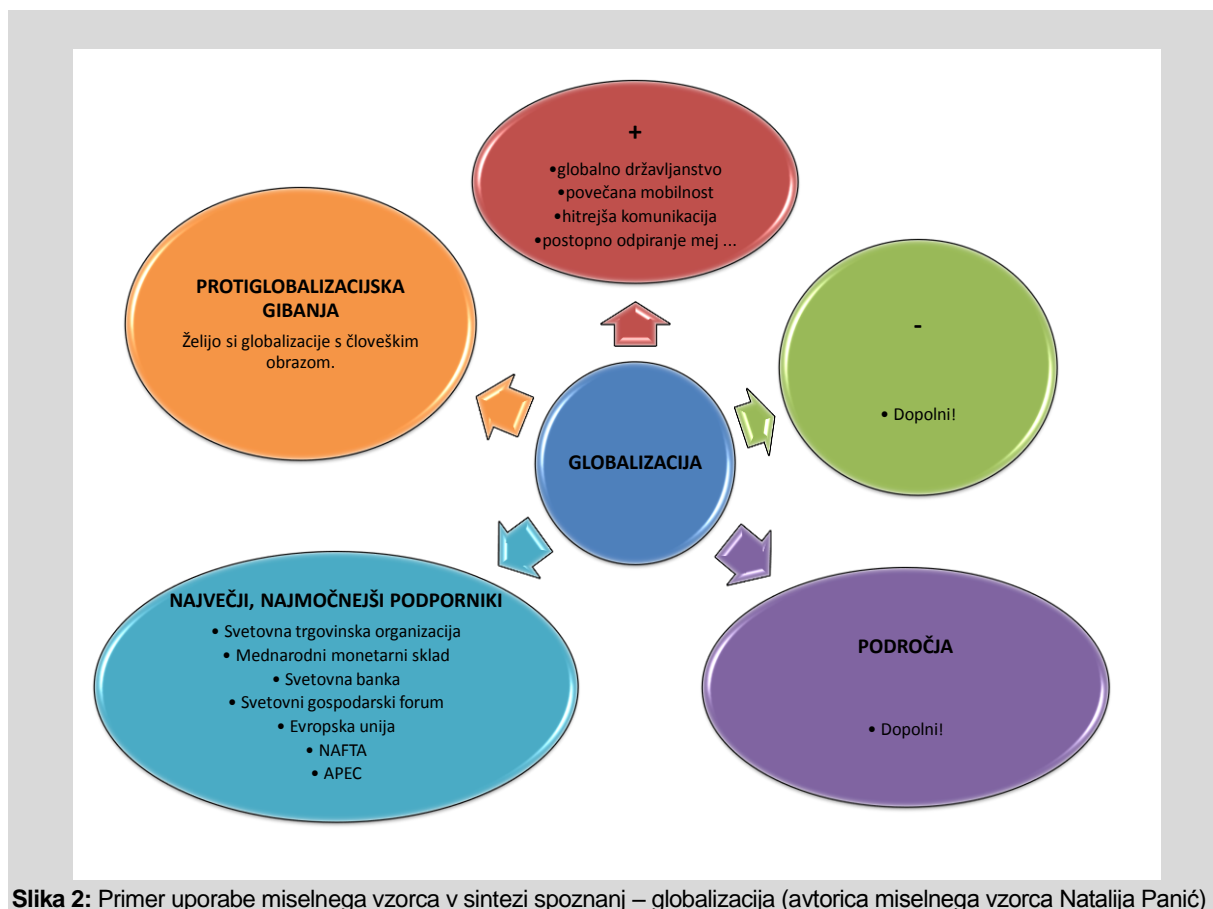 +
•globalno državljanstvo
•povečana mobilnost
•hitrejša komunikacija
•postopno odpiranje mej ...
PROTIGLOBALIZACIJSKA
GIBANJA
Želijo si globalizacije s človeškim
obrazom.
-
• Dopolni!
GLOBALIZACIJA
NAJVEČJI, NAJMOČNEJŠI PODPORNIKI
• Svetovna trgovinska organizacija
• Mednarodni monetarni sklad
• Svetovna banka
• Svetovni gospodarski forum
• Evropska unija
• NAFTA
• APEC
PODROČJA
• Dopolni!
Slika 2: Primer uporabe miselnega vzorca v sintezi spoznanj – globalizacija (avtorica miselnega vzorca Natalija Panić)